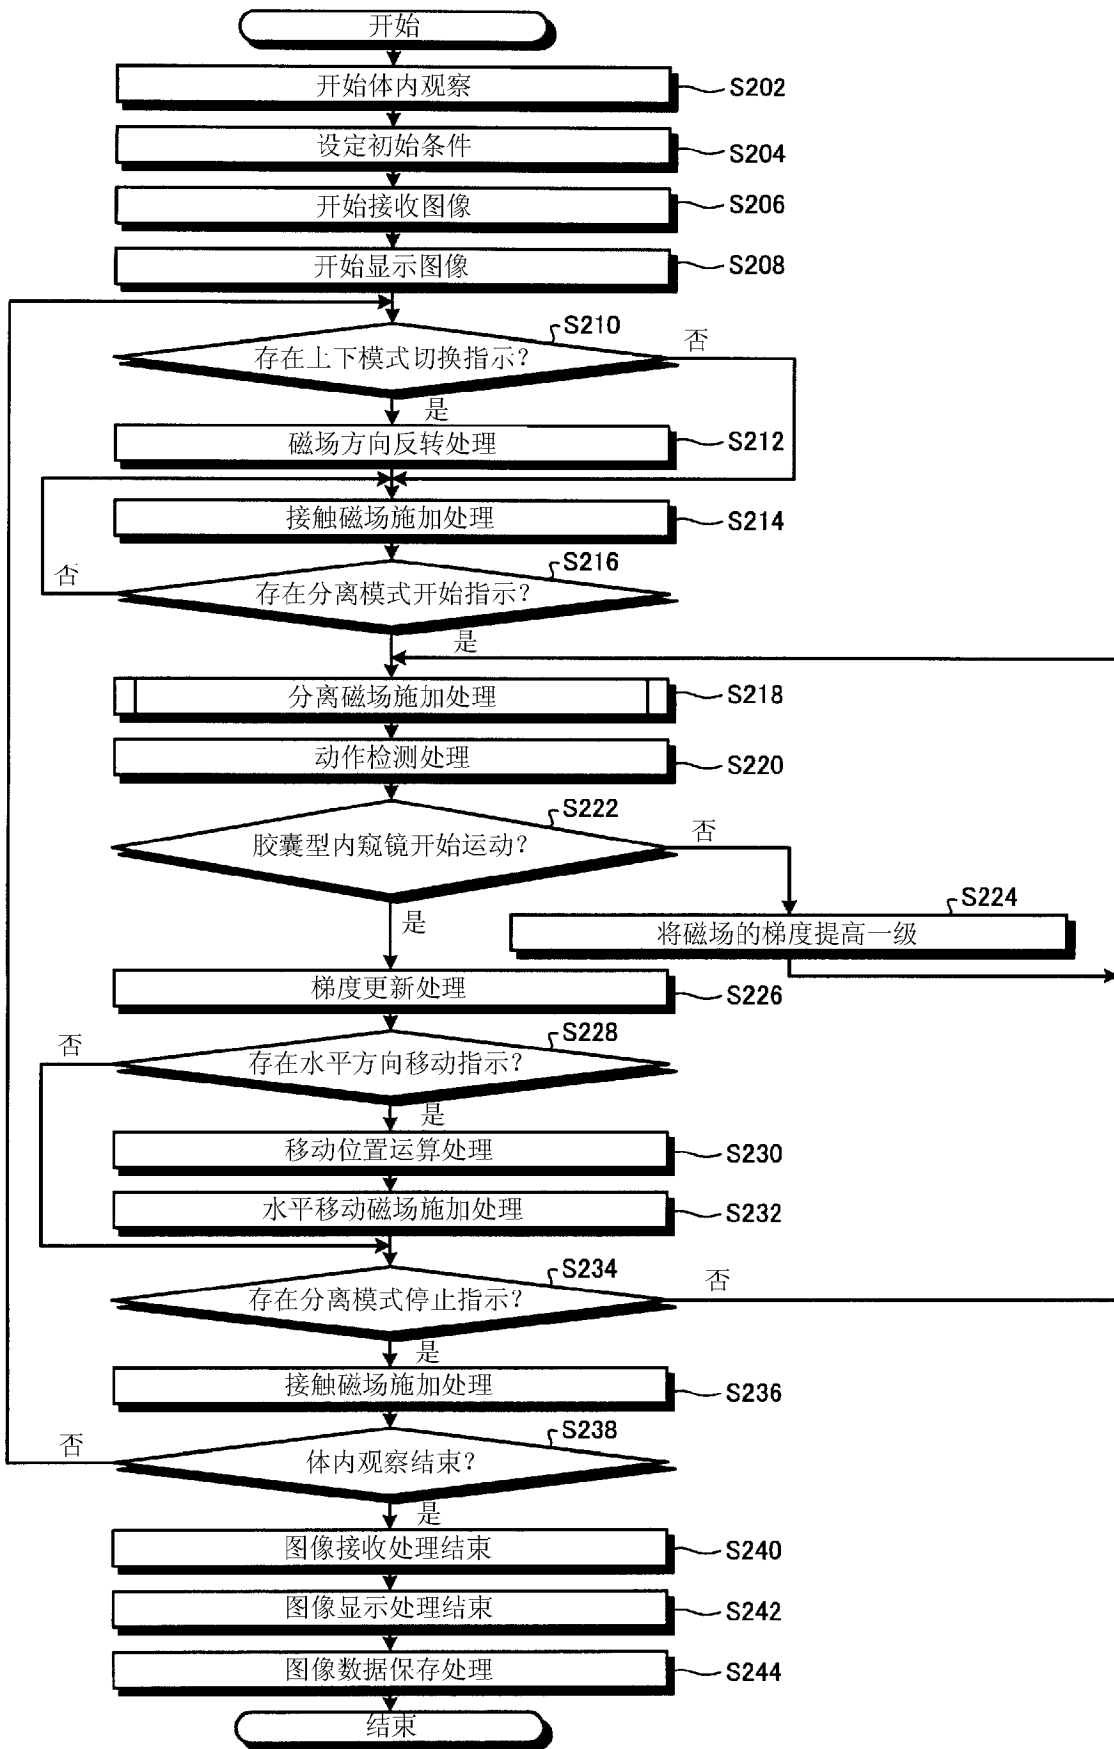 开始
开始体内观察
S202
设定初始条件
S204
开始接收图像
S206
开始显示图像
S208
S210
存在上下模式切换指示?
否
是
磁场方向反转处理
S212
接触磁场施加处理
S214
S216
否
存在分离模式开始指示?
是
分离磁场施加处理
S218
动作检测处理
S220
S222
胶囊型内窥镜开始运动?
否
是
S224
将磁场的梯度提高一级
梯度更新处理
S226
S228
否
存在水平方向移动指示?
是
移动位置运算处理
S230
水平移动磁场施加处理
S232
S234
存在分离模式停止指示?
否
是
接触磁场施加处理
S236
S238
否
体内观察结束?
是
图像接收处理结束
S240
图像显示处理结束
S242
图像数据保存处理
S244
结束